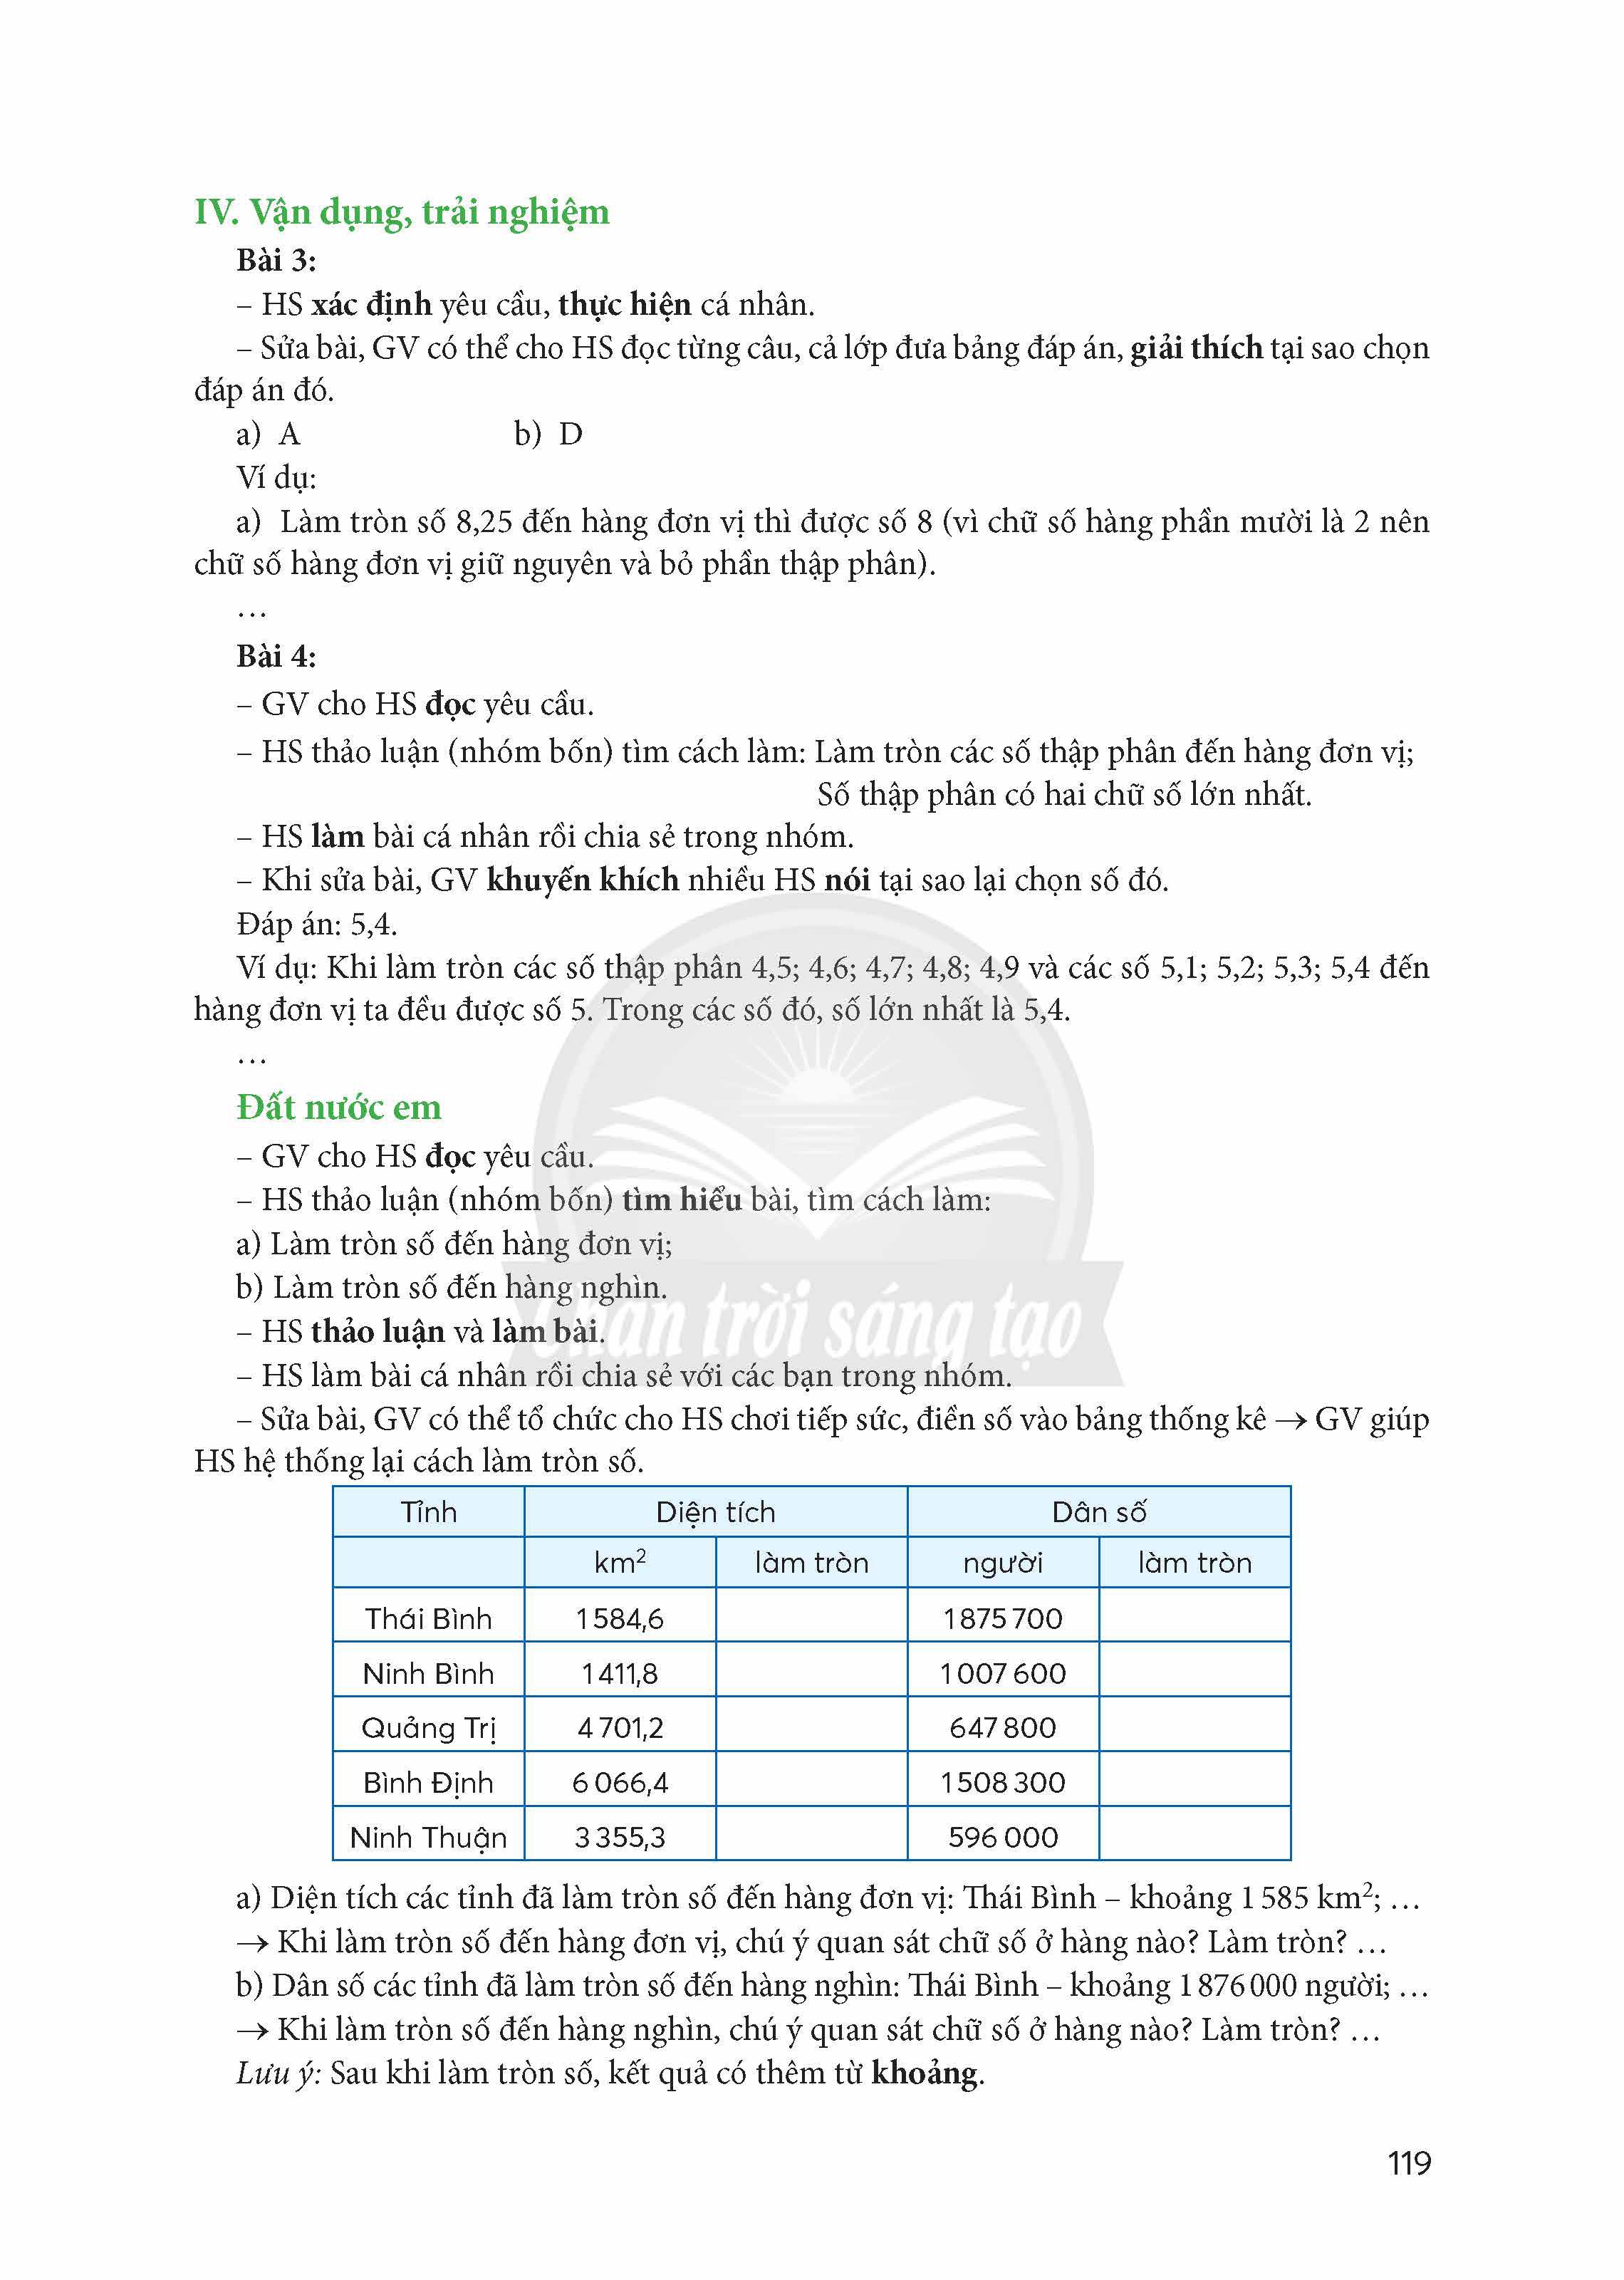 IV. Vận dụng, trải nghiệm
Bài 3:
– HS xác định yêu cầu, thực hiện cá nhân.
– Sửa bài, GV có thể cho HS đọc từng câu, cả lớp đưa bảng đáp án, giải thích tại sao chọn
đáp án đó.
a) A b) D
Ví dụ:
a) Làm tròn số 8,25 đến hàng đơn vị thì được số 8 (vì chữ số hàng phần mười là 2 nên
chữ số hàng đơn vị giữ nguyên và bỏ phần thập phân).
…
Bài 4:
– GV cho HS đọc yêu cầu.
– HS thảo luận (nhóm bốn) tìm cách làm: Làm tròn các số thập phân đến hàng đơn vị;
Số thập phân có hai chữ số lớn nhất.
– HS làm bài cá nhân rồi chia sẻ trong nhóm.
– Khi sửa bài, GV khuyến khích nhiều HS nói tại sao lại chọn số đó.
Đáp án: 5,4.
Ví dụ: Khi làm tròn các số thập phân 4,5; 4,6; 4,7; 4,8; 4,9 và các số 5,1; 5,2; 5,3; 5,4 đến
hàng đơn vị ta đều được số 5. Trong các số đó, số lớn nhất là 5,4.
…
Đất nước em
– GV cho HS đọc yêu cầu.
– HS thảo luận (nhóm bốn) tìm hiểu bài, tìm cách làm:
a) Làm tròn số đến hàng đơn vị;
b) Làm tròn số đến hàng nghìn.
Chân trời sáng tạo
– HS thảo luận và làm bài.
– HS làm bài cá nhân rồi chia sẻ với các bạn trong nhóm.
– Sửa bài, GV có thể tổ chức cho HS chơi tiếp sức, điền số vào bảng thống kê → GV giúp
HS hệ thống lại cách làm tròn số.
Tỉnh Diện tích Dân số
km² làm tròn người làm tròn
Thái Bình 1 584,6 1 875 700
Ninh Bình 1 411,8 1 007 600
Quảng Trị 4 701,2 647 800
Bình Định 6 066,4 1 508 300
Ninh Thuận 3 355,3 596 000
a) Diện tích các tỉnh đã làm tròn số đến hàng đơn vị: Thái Bình – khoảng 1 585 km²; …
→ Khi làm tròn số đến hàng đơn vị, chú ý quan sát chữ số ở hàng nào? Làm tròn? …
b) Dân số các tỉnh đã làm tròn số đến hàng nghìn: Thái Bình – khoảng 1 876 000 người; …
→ Khi làm tròn số đến hàng nghìn, chú ý quan sát chữ số ở hàng nào? Làm tròn? …
Lưu ý: Sau khi làm tròn số, kết quả có thêm từ khoảng.
119